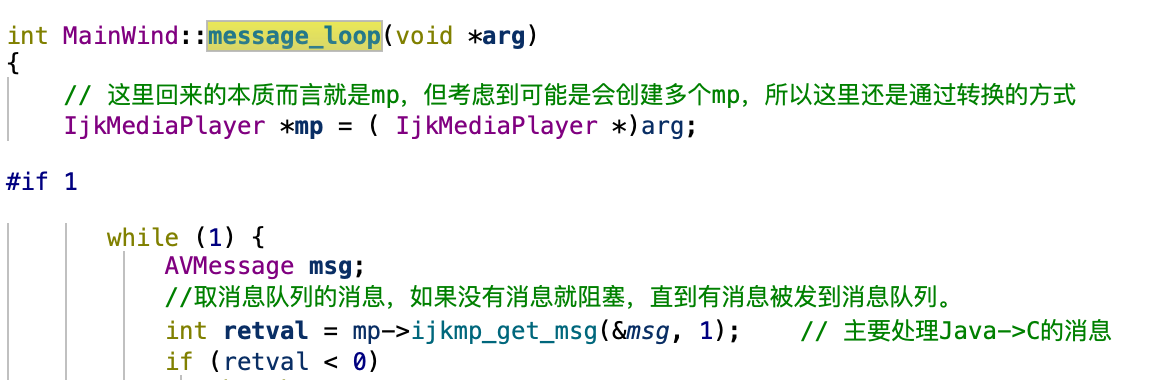 int MainWind::message_loop(void *arg)
{
// 这里回来的本质而言就是mp，但考虑到可能是会创建多个mp，所以这里还是通过转换的方式
IjkMediaPlayer *mp = ( IjkMediaPlayer *)arg;
#if 1
while (1) {
AVMessage msg;
//取消息队列的消息，如果没有消息就阻塞，直到有消息被发到消息队列。
int retval = mp->ijkmp_get_msg(&msg, 1); // 主要处理Java->C的消息
if (retval < 0)